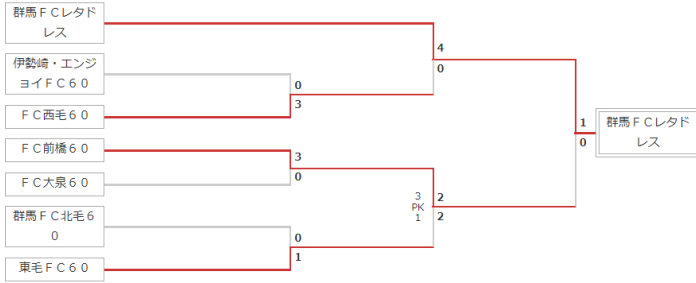 群馬ＦＣレタド
レス
伊勢崎・エンジ
ョイＦＣ６０
ＦＣ西毛６０
ＦＣ前橋６０
ＦＣ大泉６０
群馬ＦＣ北毛６
０
東毛ＦＣ６０
0
3
3
0
0
1
4
0
3
PK
1
2
2
1
0
群馬ＦＣレタド
レス